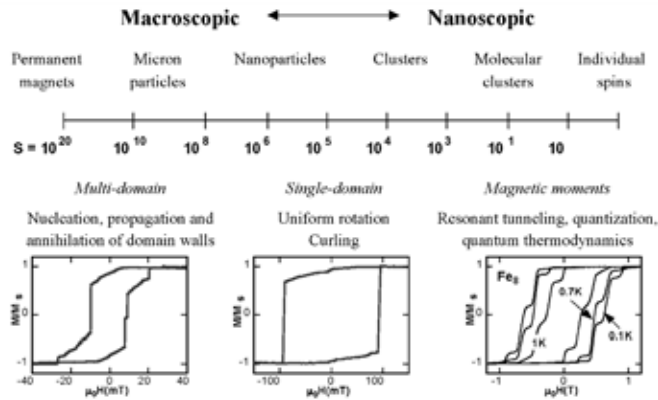 Macroscopic Nanoscopic
Permanent magnets Micron particles Nanoparticles Clusters Molecular clusters Individual spins
S = 10^20 10^10 10^8 10^6 10^5 10^4 10^3 10^1 10
Multi-domain Single-domain Magnetic moments
Nucleation, propagation and annihilation of domain walls
Uniform rotation
Curling
Resonant tunneling, quantization,
quantum thermodynamics
M/M s
1
0
-1
-40 -20 0 20 40
μ0H(mT)
M/M s
1
0
-1
-100 0 100
μ0H(mT)
M/M s
1
0
-1
Fe8
0.7K
1K
0.1K
-1 0 1
μ0H(T)